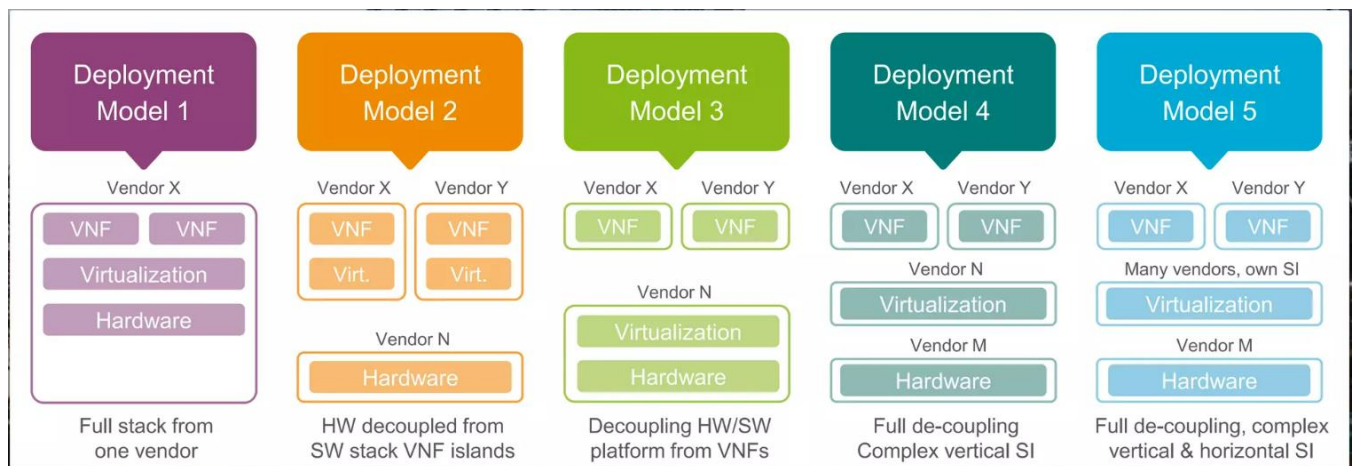 Deployment
Model 1
Vendor X
VNF VNF
Virtualization
Hardware
Full stack from
one vendor
Deployment
Model 2
Vendor X Vendor Y
VNF VNF
Virt. Virt.
Vendor N
Hardware
HW decoupled from
SW stack VNF islands
Deployment
Model 3
Vendor X Vendor Y
VNF VNF
Vendor N
Virtualization
Hardware
Decoupling HW/SW
platform from VNFs
Deployment
Model 4
Vendor X Vendor Y
VNF VNF
Vendor N
Virtualization
Vendor M
Hardware
Full de-coupling
Complex vertical SI
Deployment
Model 5
Vendor X Vendor Y
VNF VNF
Many vendors, own SI
Virtualization
Vendor M
Hardware
Full de-coupling, complex
vertical & horizontal SI